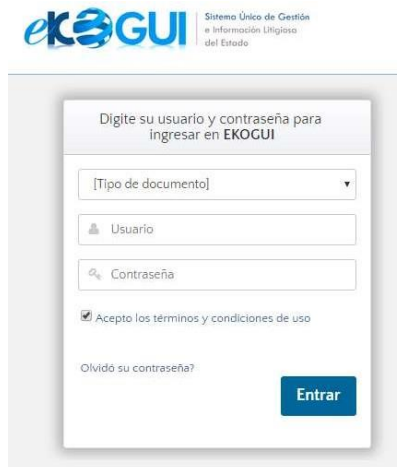 eKOGUI
Sistema Único de Gestión
e Información Litigiosa
del Estado
Digite su usuario y contraseña para
ingresar en EKOGUI
[Tipo de documento]
Usuario
Contraseña
Acepto los términos y condiciones de uso
Olvidó su contraseña?
Entrar